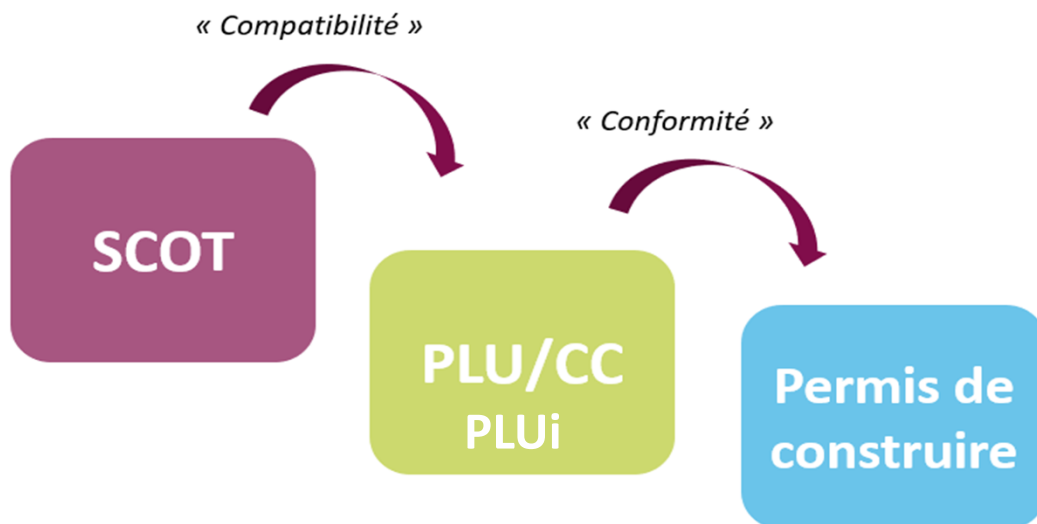 « Compatibilité »
« Conformité »
SCOT
PLU/CC
PLUi
Permis de
construire